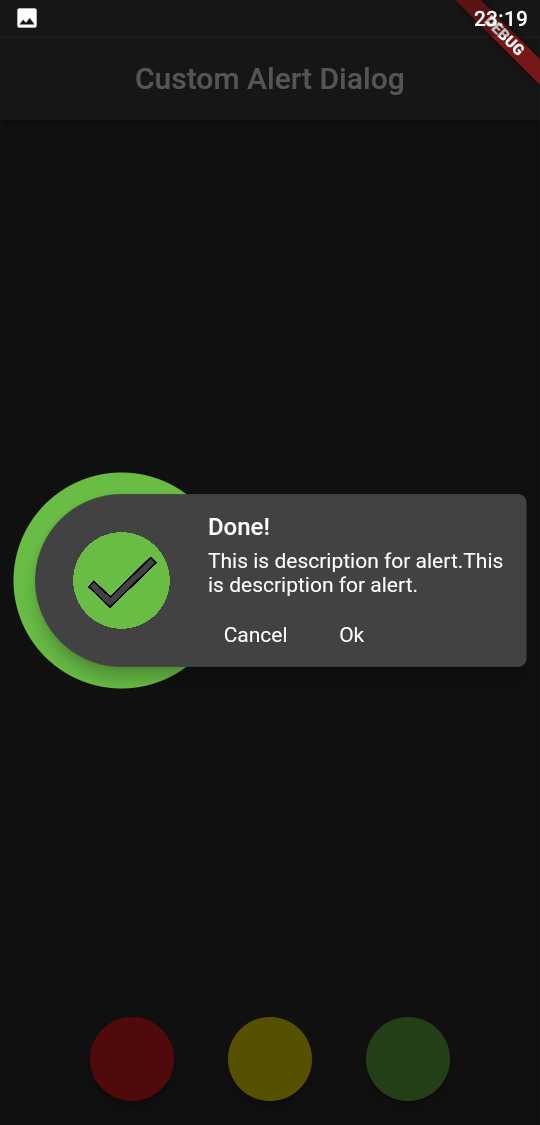 23:19
DEBUG
Custom Alert Dialog
Done!
This is description for alert.This
is description for alert.
Cancel Ok